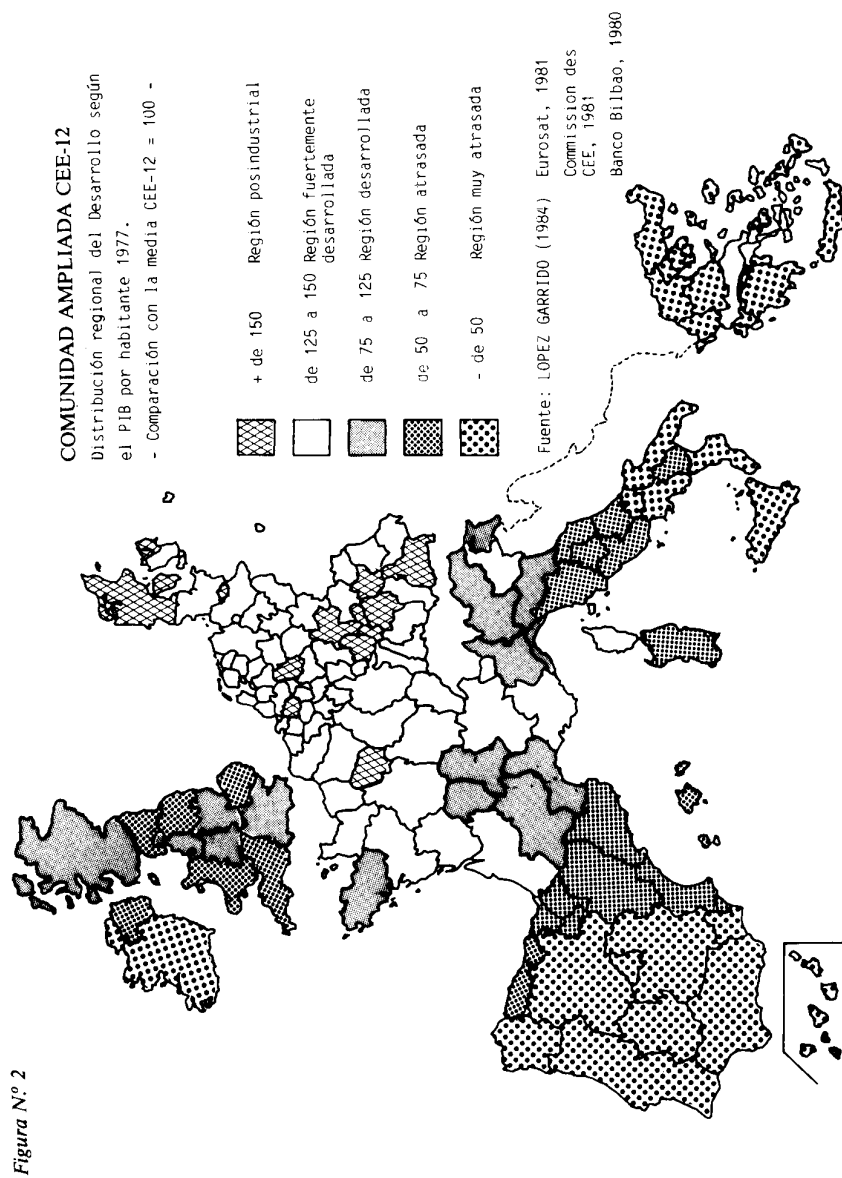 Figura N.º 2
COMUNIDAD AMPLIADA CEE-12
Distribución regional del Desarrollo según
el PIB por habitante 1977.
- Comparación con la media CEE-12 = 100 -
+ de 150 Región posindustrial
de 125 a 150 Región fuertemente
desarrollada
de 75 a 125 Región desarrollada
de 50 a 75 Región atrasada
- de 50 Región muy atrasada
Fuente: LOPEZ GARRIDO (1984) Eurosat, 1981
Commission des
CEE, 1981
Banco Bilbao, 1980